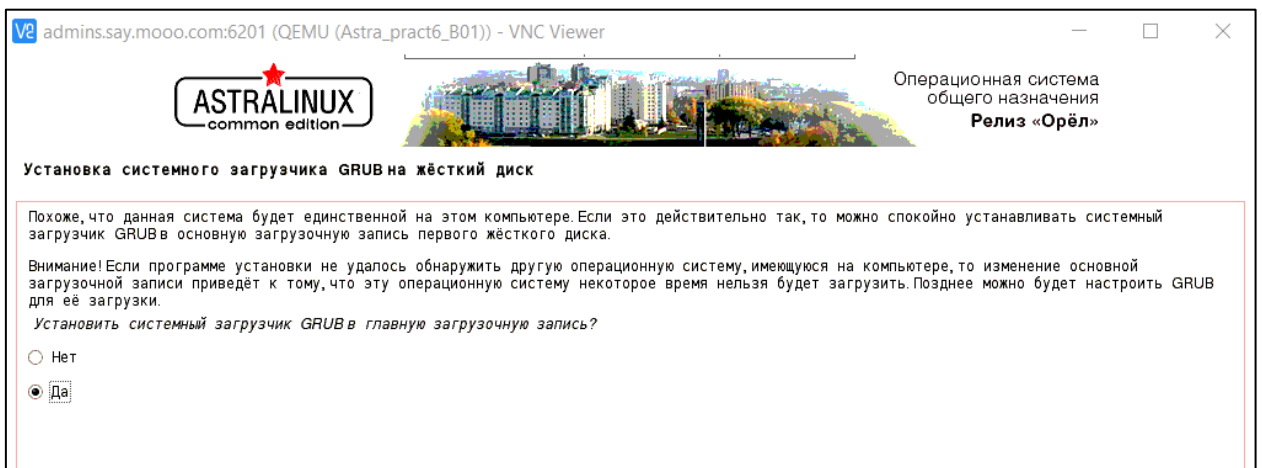 V2 admins.say.mooo.com:6201 (QEMU (Astra_pract6_B01)) - VNC Viewer
ASTRALINUX
common edition
Операционная система
общего назначения
Релиз «Орёл»
Установка системного загрузчика GRUB на жёсткий диск
Похоже, что данная система будет единственной на этом компьютере. Если это действительно так, то можно спокойно устанавливать системный
загрузчик GRUB в основную загрузочную запись первого жёсткого диска.
Внимание! Если программе установки не удалось обнаружить другую операционную систему, имеющуюся на компьютере, то изменение основной
загрузочной записи приведёт к тому, что эту операционную систему некоторое время нельзя будет загрузить. Позднее можно будет настроить GRUB
для её загрузки.
Установить системный загрузчик GRUB в главную загрузочную запись?
Нет
Да